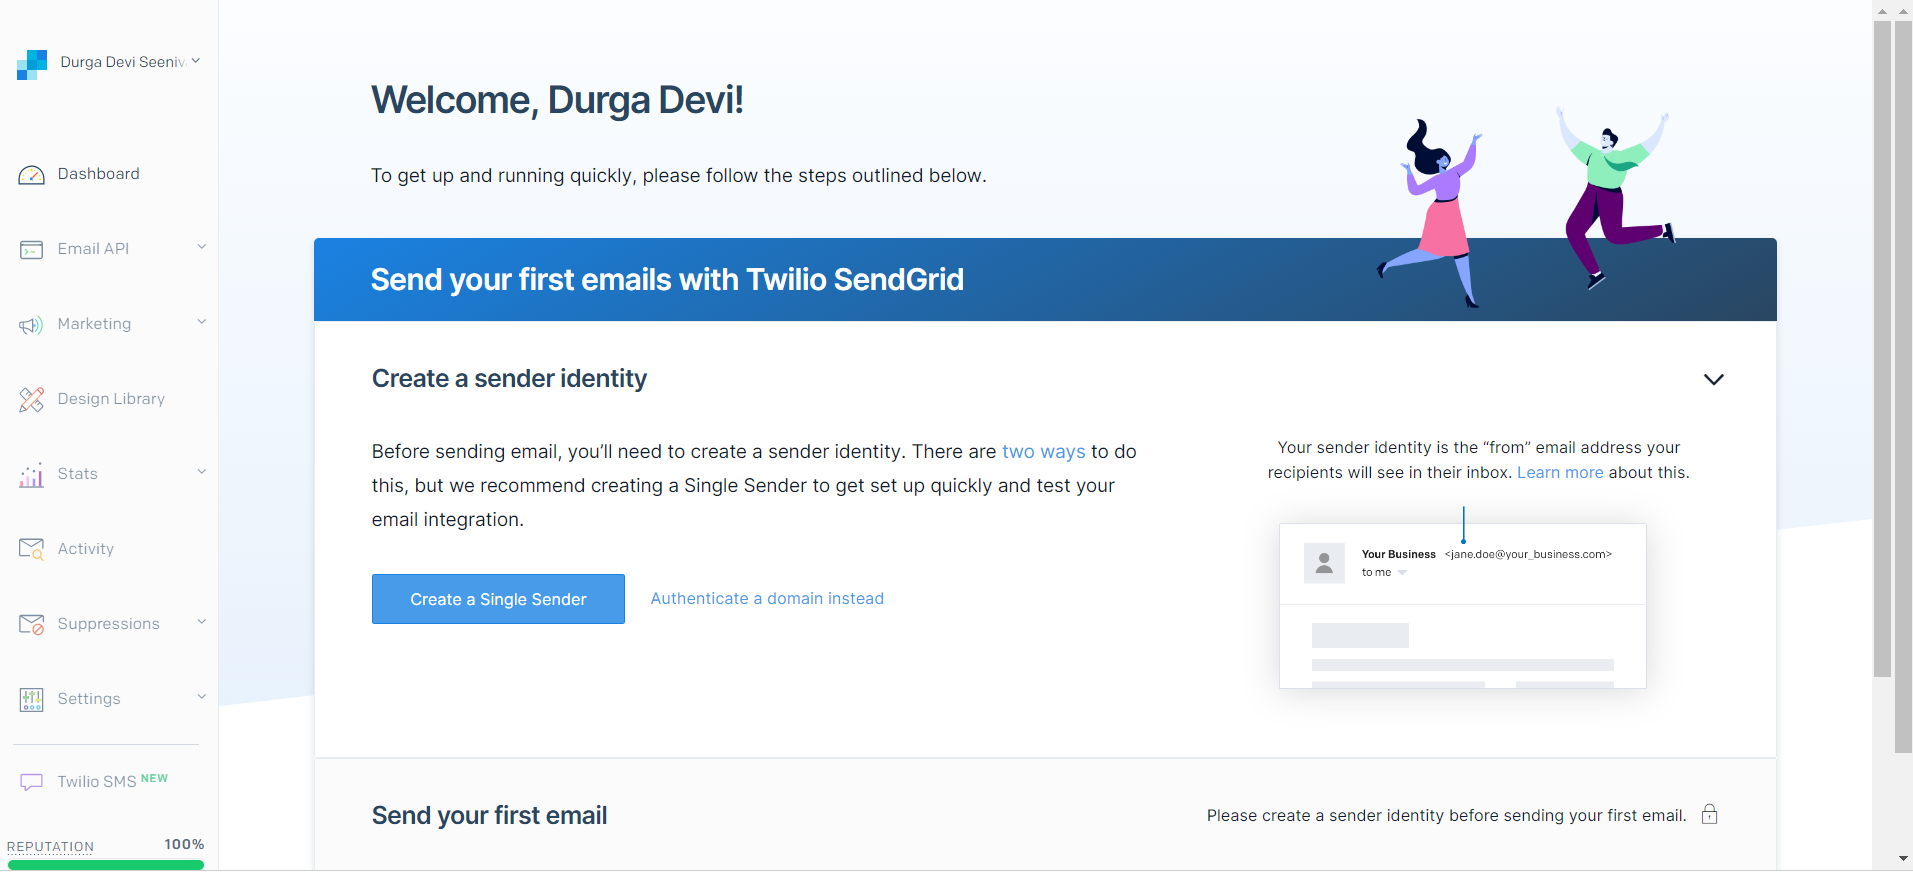 Durga Devi Seeniv
Dashboard
Email API
Marketing
Design Library
Stats
Activity
Suppressions
Settings
Twilio SMS NEW
REPUTATION 100%
Welcome, Durga Devi!
To get up and running quickly, please follow the steps outlined below.
Send your first emails with Twilio SendGrid
Create a sender identity
Before sending email, you’ll need to create a sender identity. There are two ways to do
this, but we recommend creating a Single Sender to get set up quickly and test your
email integration.
Create a Single Sender
Authenticate a domain instead
Your sender identity is the “from” email address your
recipients will see in their inbox. Learn more about this.
Your Business <jane.doe@your_business.com>
to me
Send your first email
Please create a sender identity before sending your first email.